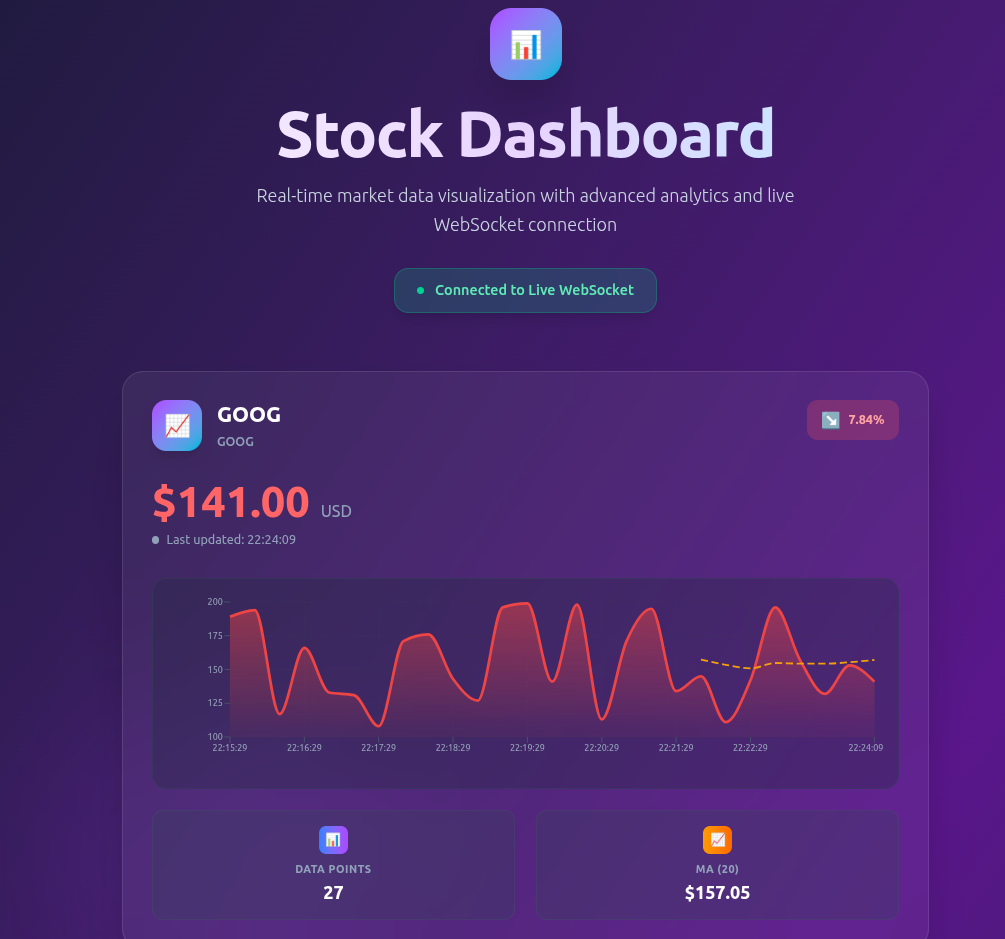 Stock Dashboard
Real-time market data visualization with advanced analytics and live
WebSocket connection
Connected to Live WebSocket
GOOG
GOOG
7.84%
$141.00 USD
Last updated: 22:24:09
200
175
150
125
100
22:15:29 22:16:29 22:17:29 22:18:29 22:19:29 22:20:29 22:21:29 22:22:29 22:24:09
DATA POINTS
27
MA (20)
$157.05